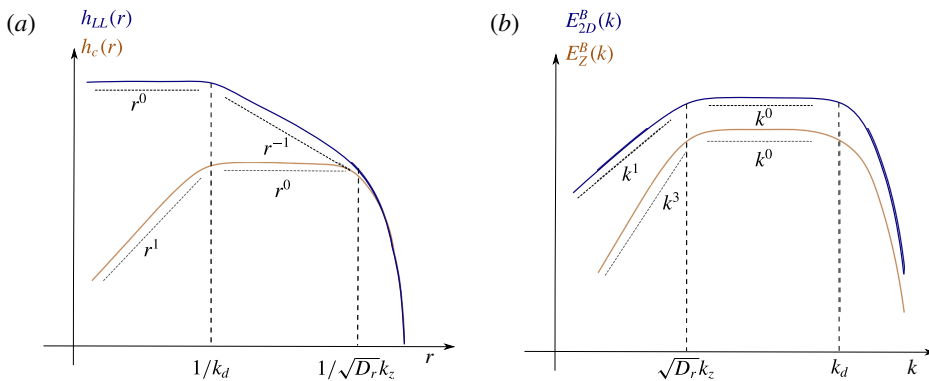 (a)
h_{LL}(r)
h_c(r)
r^0
r^{-1}
r^0
r^1
1/k_d
1/\sqrt{D_r}k_z
r
(b)
E^B_{2D}(k)
E^B_Z(k)
k^0
k^0
k^1
k^3
\sqrt{D_r}k_z
k_d
k